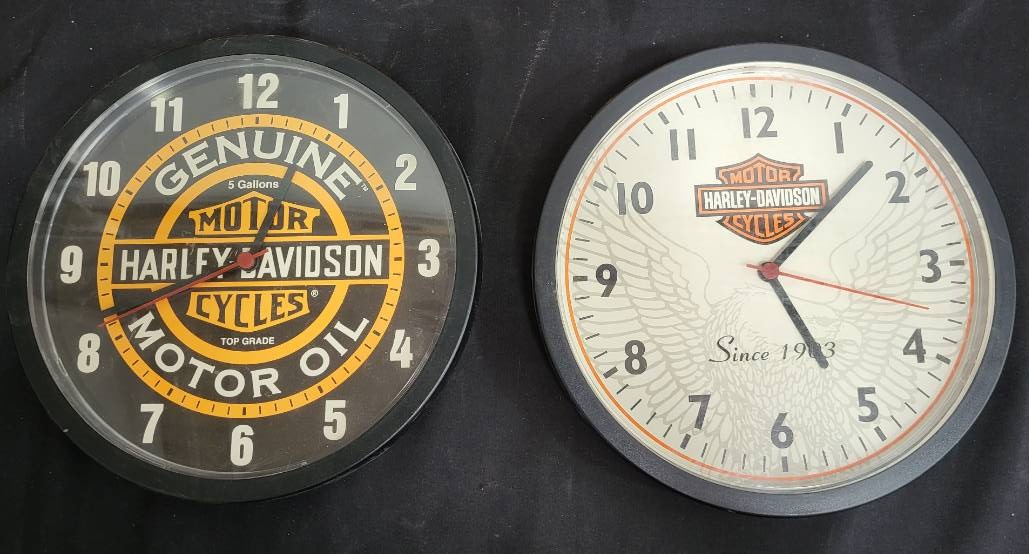 12
11 1
10 2
9 3
8 4
7 5
6
GENUINE™
5 Gallons
MOTOR
HARLEY-DAVIDSON
CYCLES®
TOP GRADE
MOTOR OIL
12
11 1
10 2
9 3
8 4
7 5
6
MOTOR
HARLEY-DAVIDSON
CYCLES
Since 1903